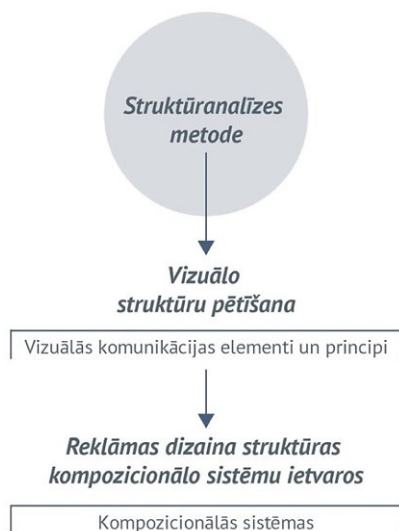 Struktūranalīzes
metode
Vizuālo
struktūru pētīšana
Vizuālās komunikācijas elementi un principi
Reklāmas dizaina struktūras
kompozicionālo sistēmu ietvaros
Kompozicionālās sistēmas